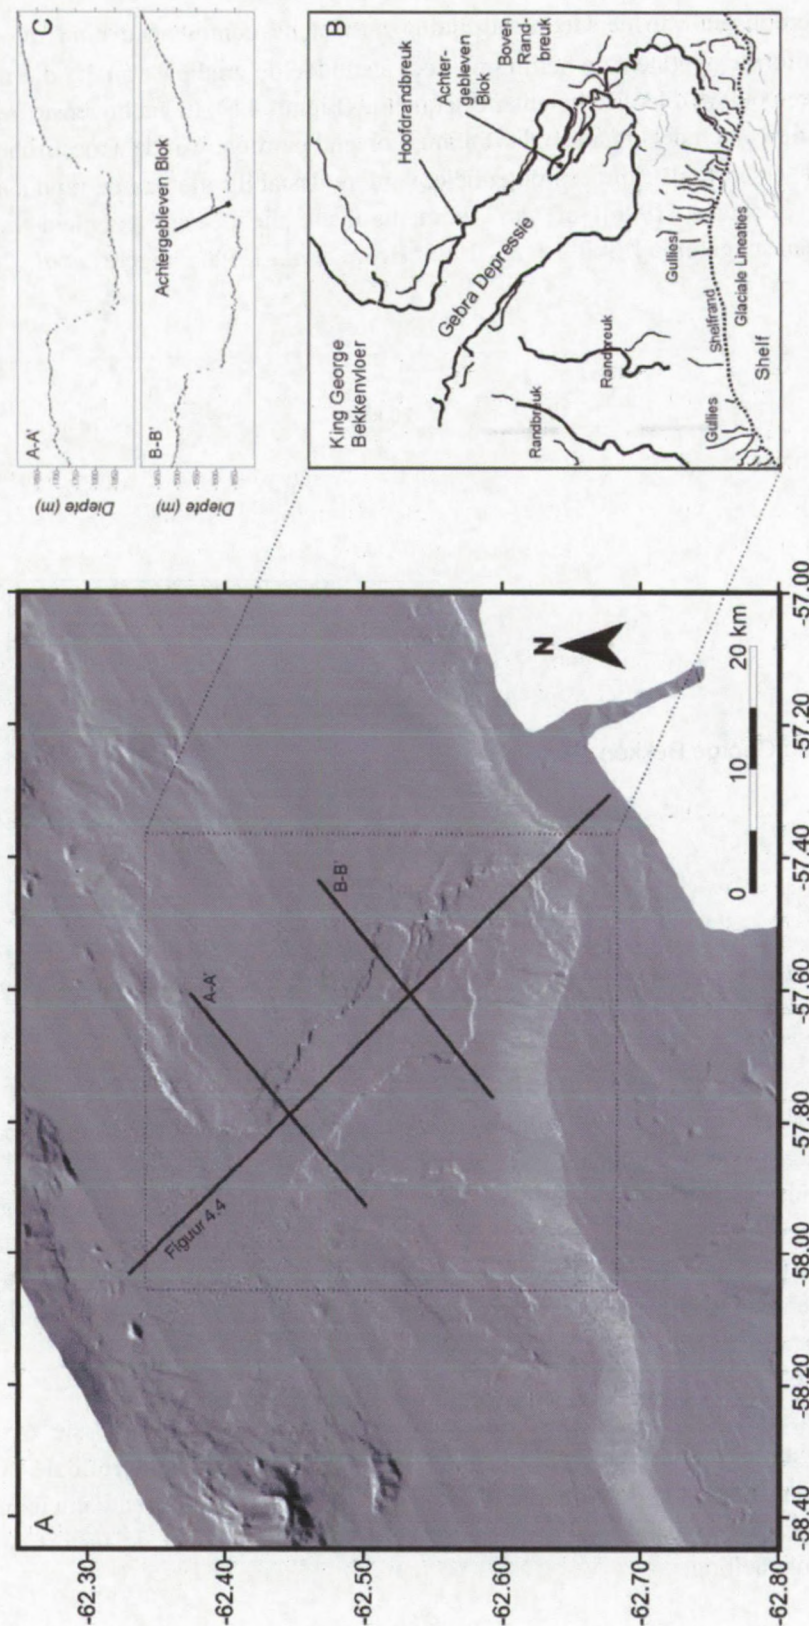 A
-62.30
-62.40
-62.50
-62.60
-62.70
-62.80
-58.40
-58.20
-58.00
-57.80
-57.60
-57.40
-57.20
-57.00
Figuur 4.4
A-A'
B-B'
N
0
10
20 km
B
King George
Bekkenvloer
Hoofdrandbreuk
Achter-
gebleven
Blok
Boven
Rand-
breuk
Gebra Depressie
Randbreuk
Randbreuk
Gullies
Gullies
Shelfrand
Glaciale Lineaties
Shelf
C
A-A'
Diepte (m)
B-B'
Achtergebleven Blok
Diepte (m)